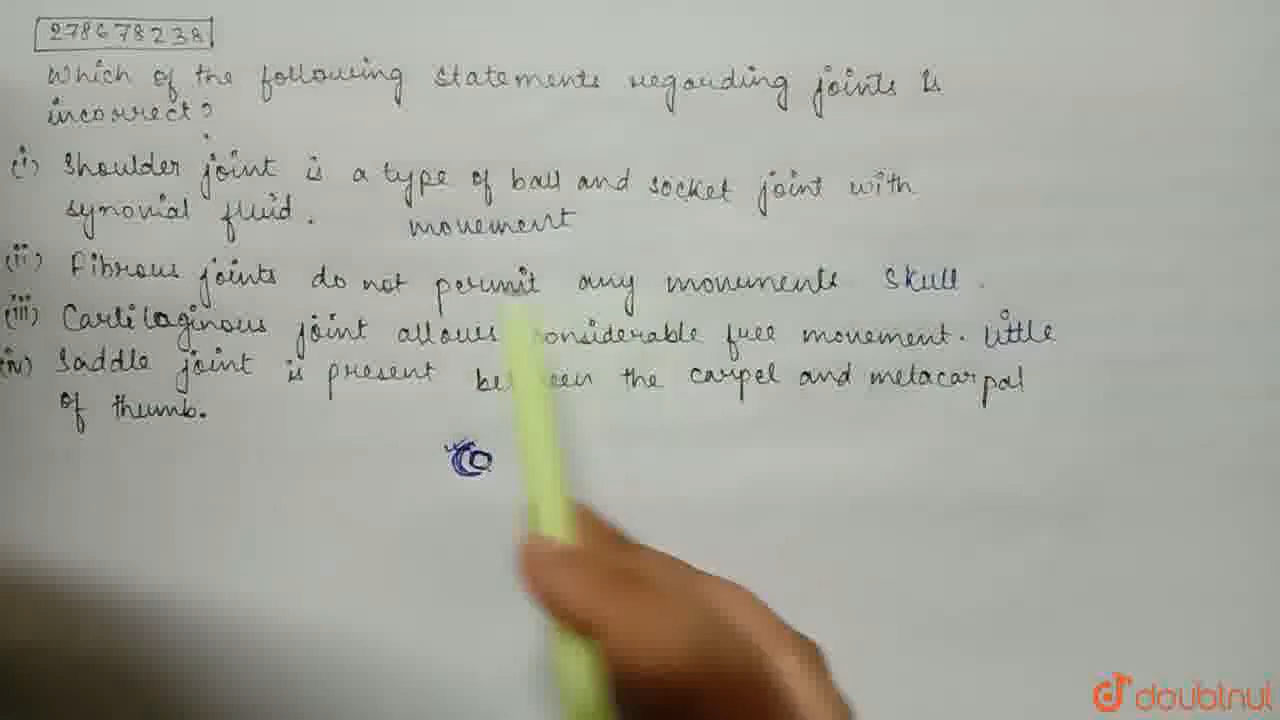 278678238
Which of the following statements regarding joints is
incorrect?
(i) Shoulder joint is a type of ball and socket joint with
synovial fluid. movement
(ii) Fibrous joints do not permit any movements skull.
(iii) Cartilaginous joint allows considerable free movement. little
(iv) Saddle joint is present between the carpel and metacarpal
of thumb.
doubtnut